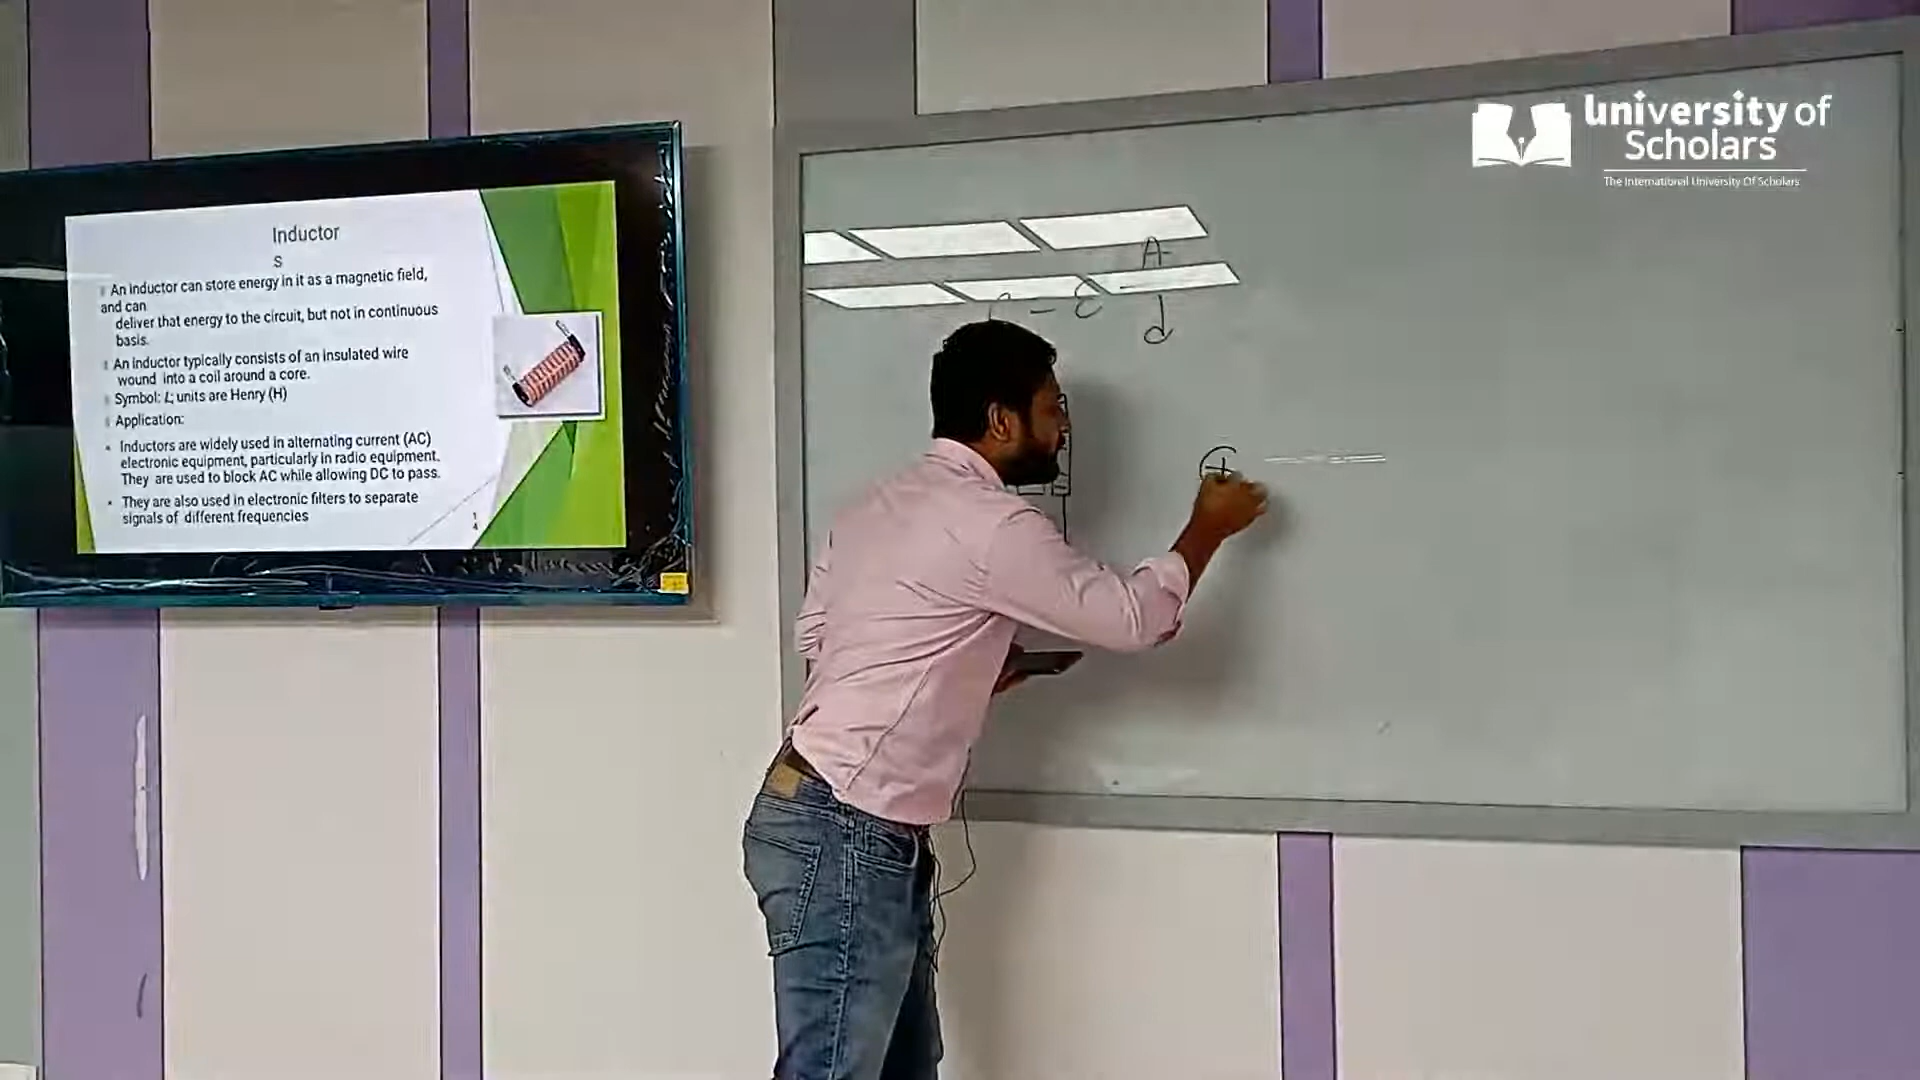 Inductor
s
An inductor can store energy in it as a magnetic field,
and can
deliver that energy to the circuit, but not in continuous
basis.
An inductor typically consists of an insulated wire
wound into a coil around a core.
Symbol: L; units are Henry (H)
Application:
• Inductors are widely used in alternating current (AC)
electronic equipment, particularly in radio equipment.
They are used to block AC while allowing DC to pass.
• They are also used in electronic filters to separate
signals of different frequencies
1
4
University of
Scholars
The International University Of Scholars
A
= ε
d
+